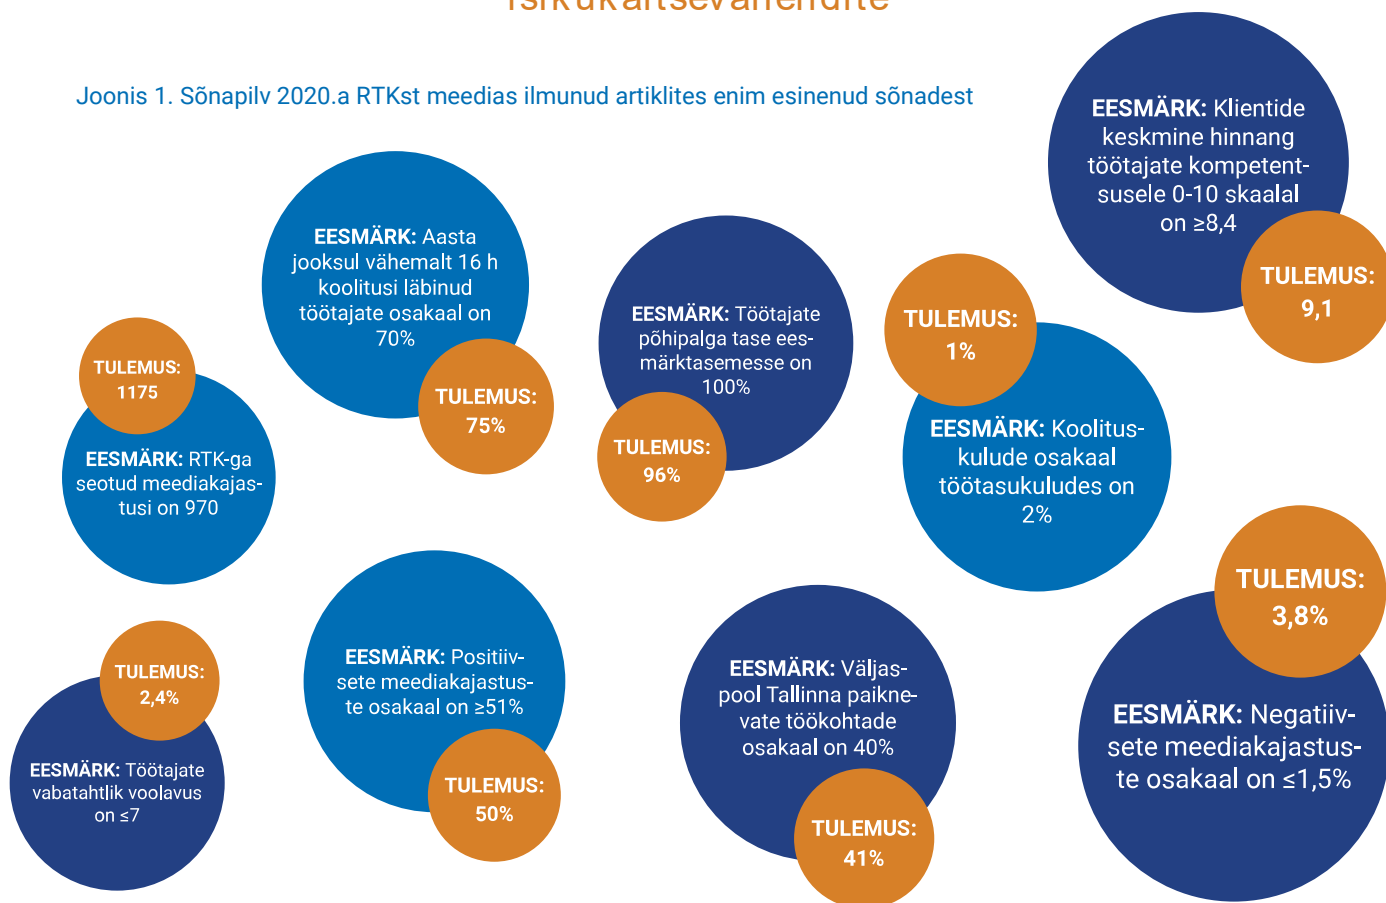 isikukaitsevahendite
Joonis 1. Sõnapilv 2020.a RTKst meedias ilmunud artiklites enim esinenud sõnadest
EESMÄRK: Klientide
keskmine hinnang
töötajate kompetent-
susele 0-10 skaalal
on ≥8,4
TULEMUS:
9,1
EESMÄRK: Aasta
jooksul vähemalt 16 h
koolitusi läbinud
töötajate osakaal on
70%
TULEMUS:
75%
EESMÄRK: Töötajate
põhipalga tase ees-
märktasemesse on
100%
TULEMUS:
96%
TULEMUS:
1%
EESMÄRK: Koolitus-
kulude osakaal
töötasukuludes on
2%
TULEMUS:
1175
EESMÄRK: RTK-ga
seotud meediakajas-
tusi on 970
TULEMUS:
2,4%
EESMÄRK: Töötajate
vabatahtlik voolavus
on ≤7
EESMÄRK: Positiiv-
sete meediakajastus-
te osakaal on ≥51%
TULEMUS:
50%
EESMÄRK: Väljas-
pool Tallinna paikne-
vate töökohtade
osakaal on 40%
TULEMUS:
41%
TULEMUS:
3,8%
EESMÄRK: Negatiiv-
sete meediakajastus-
te osakaal on ≤1,5%